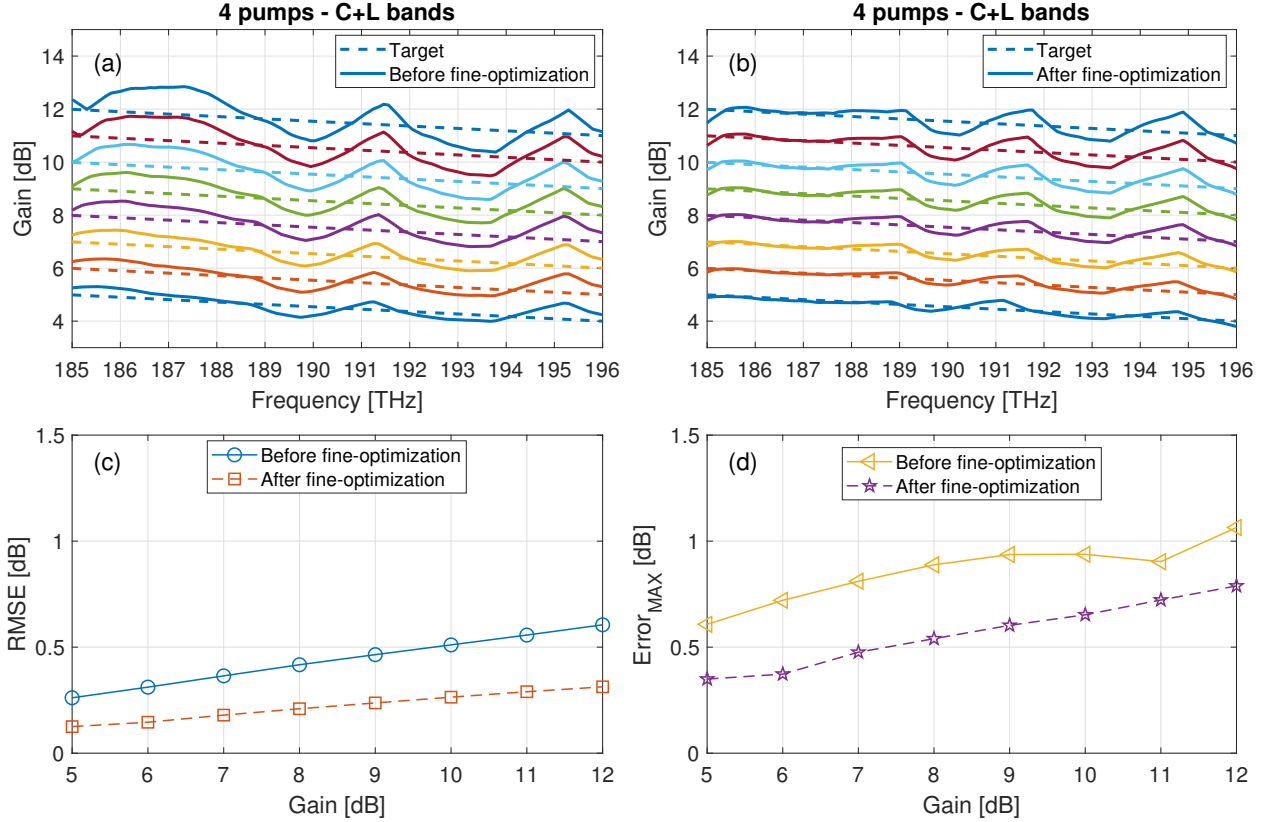 4 pumps - C+L bands
(a)
Target
Before fine-optimization
14
12
10
8
6
4
Gain [dB]
185 186 187 188 189 190 191 192 193 194 195 196
Frequency [THz]
4 pumps - C+L bands
(b)
Target
After fine-optimization
14
12
10
8
6
4
Gain [dB]
185 186 187 188 189 190 191 192 193 194 195 196
Frequency [THz]
(c)
Before fine-optimization
After fine-optimization
1.5
1
0.5
0
RMSE [dB]
5 6 7 8 9 10 11 12
Gain [dB]
(d)
Before fine-optimization
After fine-optimization
1.5
1
0.5
0
Error_MAX [dB]
5 6 7 8 9 10 11 12
Gain [dB]